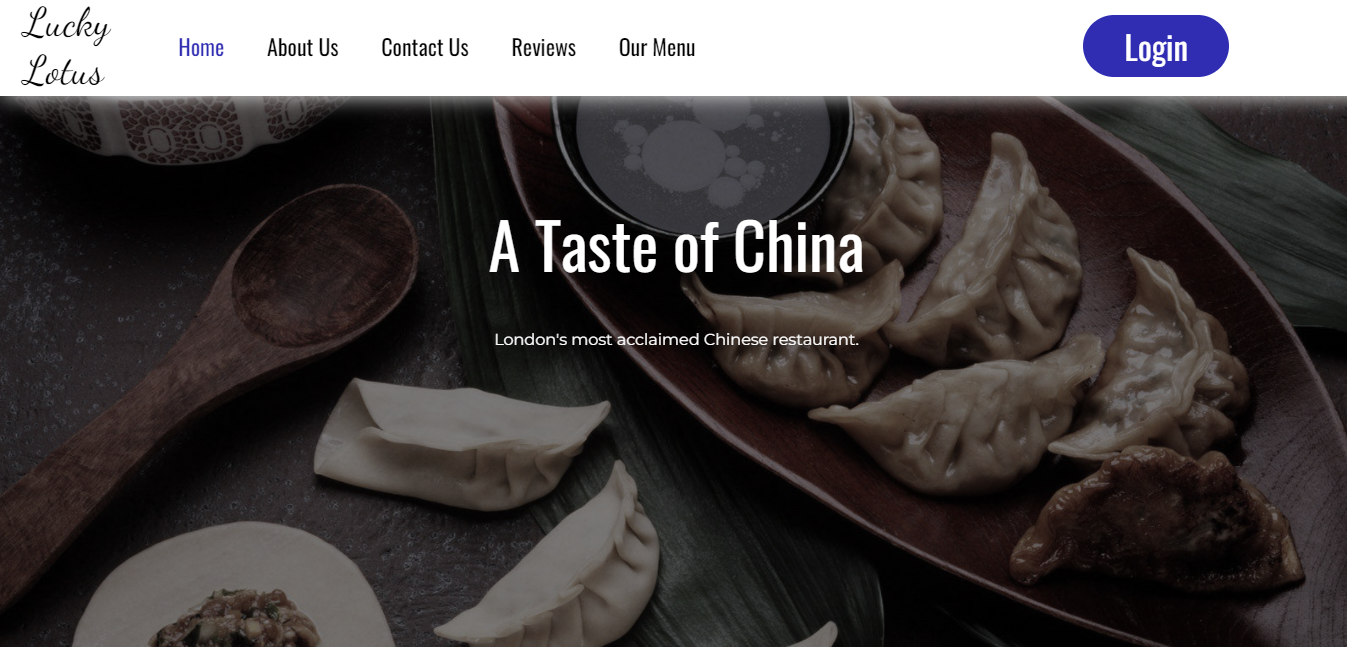 Lucky
Lotus
Home
About Us
Contact Us
Reviews
Our Menu
Login
A Taste of China
London's most acclaimed Chinese restaurant.